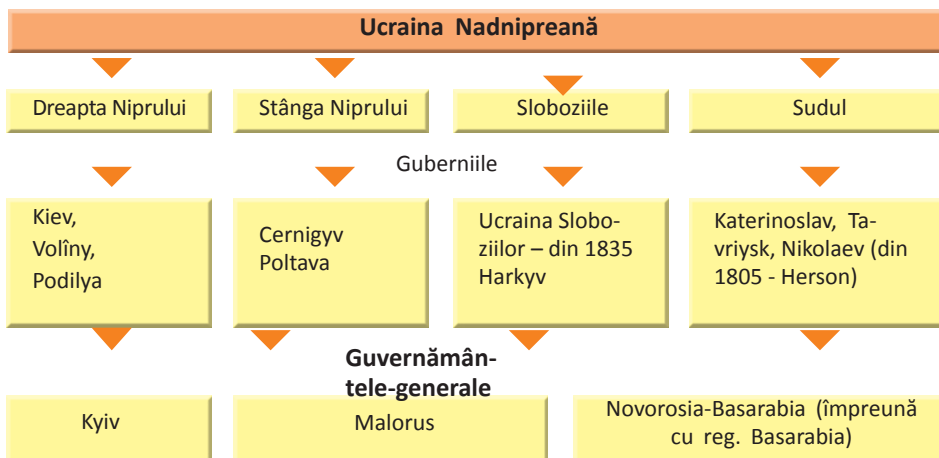 Ucraina Nadnipreană
Dreapta Niprului
Stânga Niprului
Sloboziile
Sudul
Guberniile
Kiev,
Volîny,
Podilya
Cernigyv
Poltava
Ucraina Slobo-
ziilor – din 1835
Harkyv
Katerinoslav, Ta-
vriysk, Nikolaev (din
1805 - Herson)
Guvernămân-
tele-generale
Kyiv
Malorus
Novorosia-Basarabia (împreună
cu reg. Basarabia)